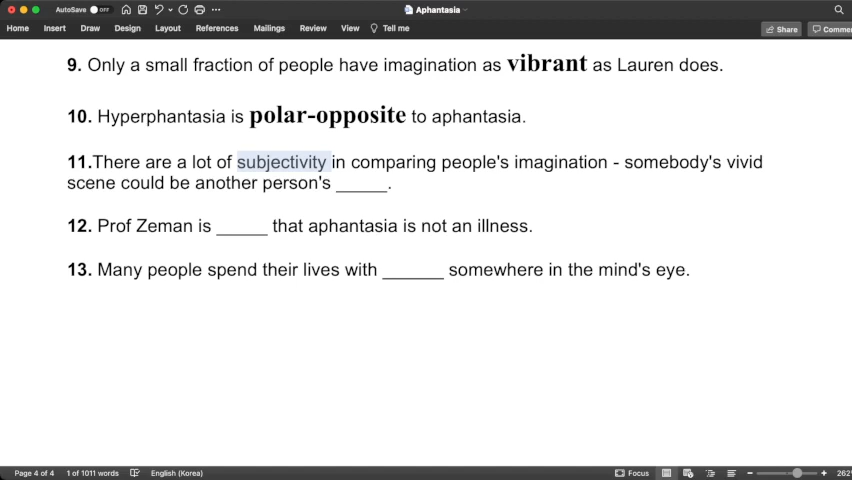 AutoSave OFF Aphantasia
Home Insert Draw Design Layout References Mailings Review View Tell me Share Comme
9. Only a small fraction of people have imagination as vibrant as Lauren does.
10. Hyperphantasia is polar-opposite to aphantasia.
11.There are a lot of subjectivity in comparing people's imagination - somebody's vivid
scene could be another person's ______.
12. Prof Zeman is ______ that aphantasia is not an illness.
13. Many people spend their lives with _______ somewhere in the mind's eye.
Page 4 of 4 1 of 1011 words English (Korea) Focus 262